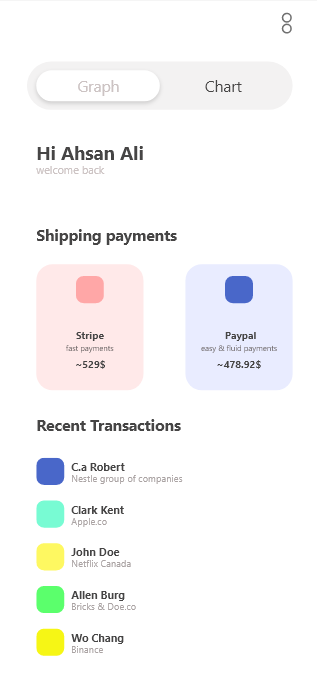 Graph
Chart
Hi Ahsan Ali
welcome back
Shipping payments
Stripe
fast payments
~529$
Paypal
easy & fluid payments
~478.92$
Recent Transactions
C.a Robert
Nestle group of companies
Clark Kent
Apple.co
John Doe
Netflix Canada
Allen Burg
Bricks & Doe.co
Wo Chang
Binance